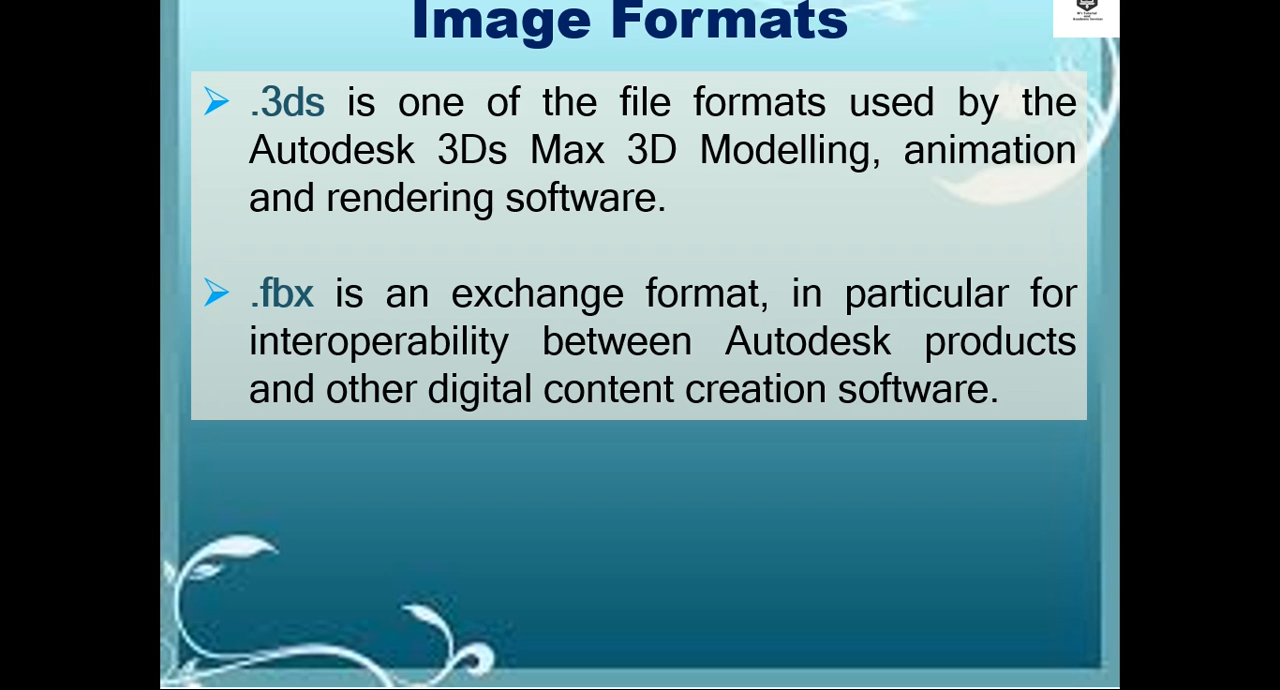 Image Formats
.3ds is one of the file formats used by the
Autodesk 3Ds Max 3D Modelling, animation
and rendering software.
.fbx is an exchange format, in particular for
interoperability between Autodesk products
and other digital content creation software.